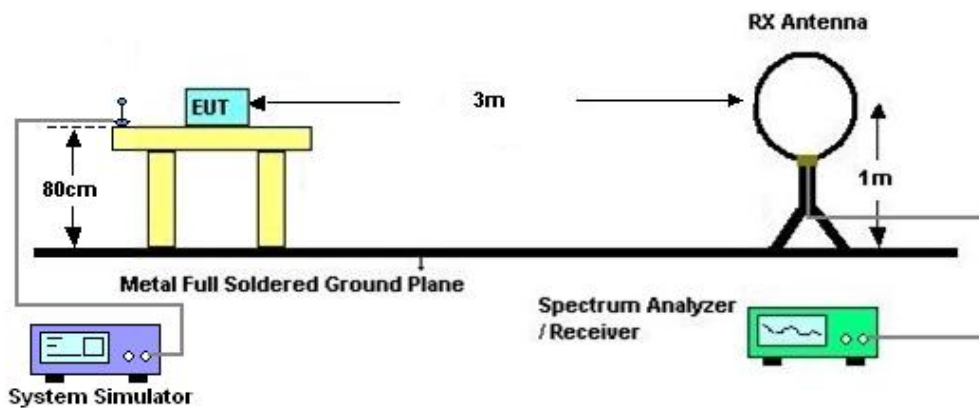 RX Antenna
EUT
3m
80cm
1m
Metal Full Soldered Ground Plane
Spectrum Analyzer
/ Receiver
System Simulator